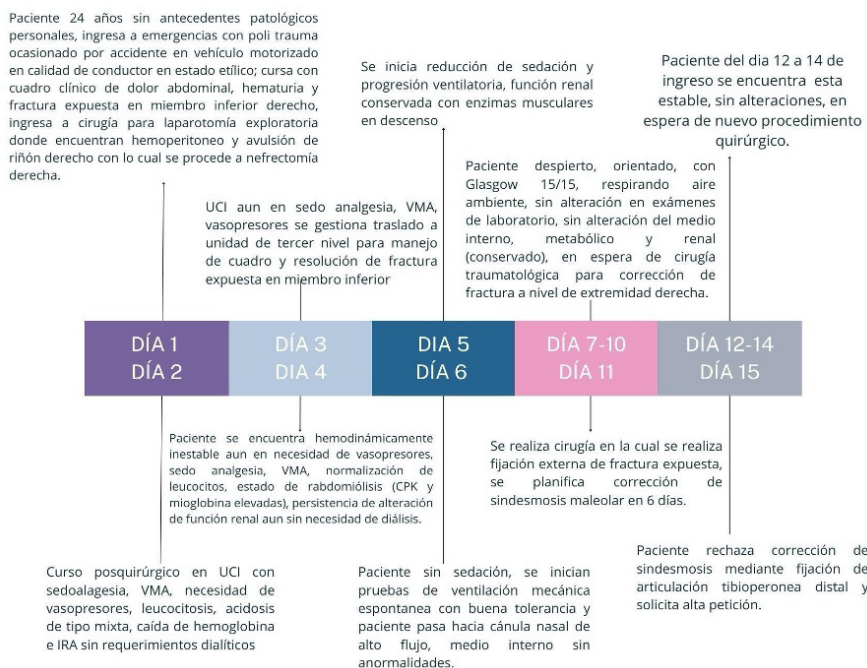 Paciente 24 años sin antecedentes patológicos
personales, ingresa a emergencias con poli trauma
ocasionado por accidente en vehículo motorizado
en calidad de conductor en estado etílico; cursa con
cuadro clínico de dolor abdominal, hematuria y
fractura expuesta en miembro inferior derecho,
ingresa a cirugía para laparotomía exploratoria
donde encuentran hemoperitoneo y avulsión de
riñón derecho con lo cual se procede a nefrectomía
derecha.
UCI aun en sedo analgesia, VMA,
vasopresores se gestiona traslado a
unidad de tercer nivel para manejo
de cuadro y resolución de fractura
expuesta en miembro inferior
Se inicia reducción de sedación y
progresión ventilatoria, función renal
conservada con enzimas musculares
en descenso
Paciente despierto, orientado, con
Glasgow 15/15, respirando aire
ambiente, sin alteración en exámenes
de laboratorio, sin alteración del medio
interno, metabólico y renal
(conservado), en espera de cirugía
traumatológica para corrección de
fractura a nivel de extremidad derecha.
Paciente del dia 12 a 14 de
ingreso se encuentra esta
estable, sin alteraciones, en
espera de nuevo procedimiento
quirúrgico.
DÍA 1
DÍA 2
DÍA 3
DIA 4
DIA 5
DÍA 6
DÍA 7-10
DÍA 11
DÍA 12-14
DÍA 15
Curso posquirúrgico en UCI con
sedoalagesia, VMA, necesidad de
vasopresores, leucocitosis, acidosis
de tipo mixta, caída de hemoglobina
e IRA sin requerimientos dialíticos
Paciente se encuentra hemodinámicamente
inestable aun en necesidad de vasopresores,
sedo analgesia, VMA, normalización de
leucocitos, estado de rabdomiólisis (CPK y
mioglobina elevadas), persistencia de alteración
de función renal aun sin necesidad de diálisis.
Paciente sin sedación, se inician
pruebas de ventilación mecánica
espontanea con buena tolerancia y
paciente pasa hacia cánula nasal de
alto flujo, medio interno sin
anormalidades.
Se realiza cirugía en la cual se realiza
fijación externa de fractura expuesta,
se planifica corrección de
sindesmosis maleolar en 6 días.
Paciente rechaza corrección de
sindesmosis mediante fijación de
articulación tibioperonea distal y
solicita alta petición.